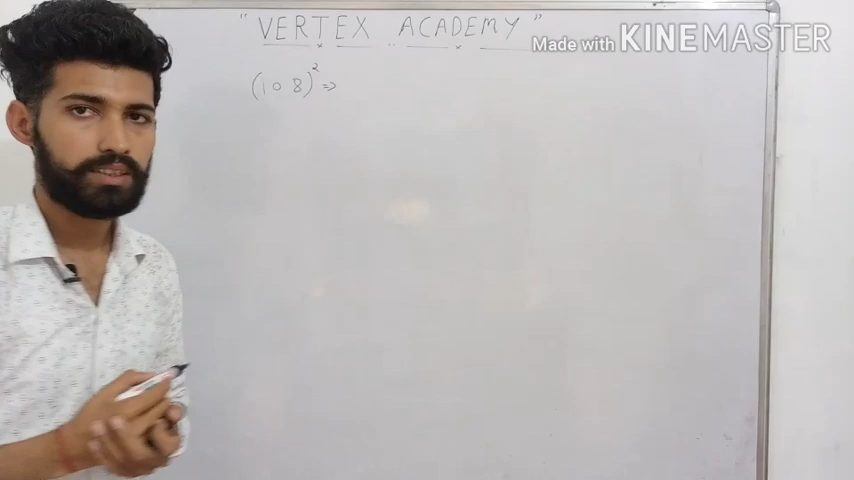 " VERTEX ACADEMY "
Made with KINEMASTER
(108)² =>